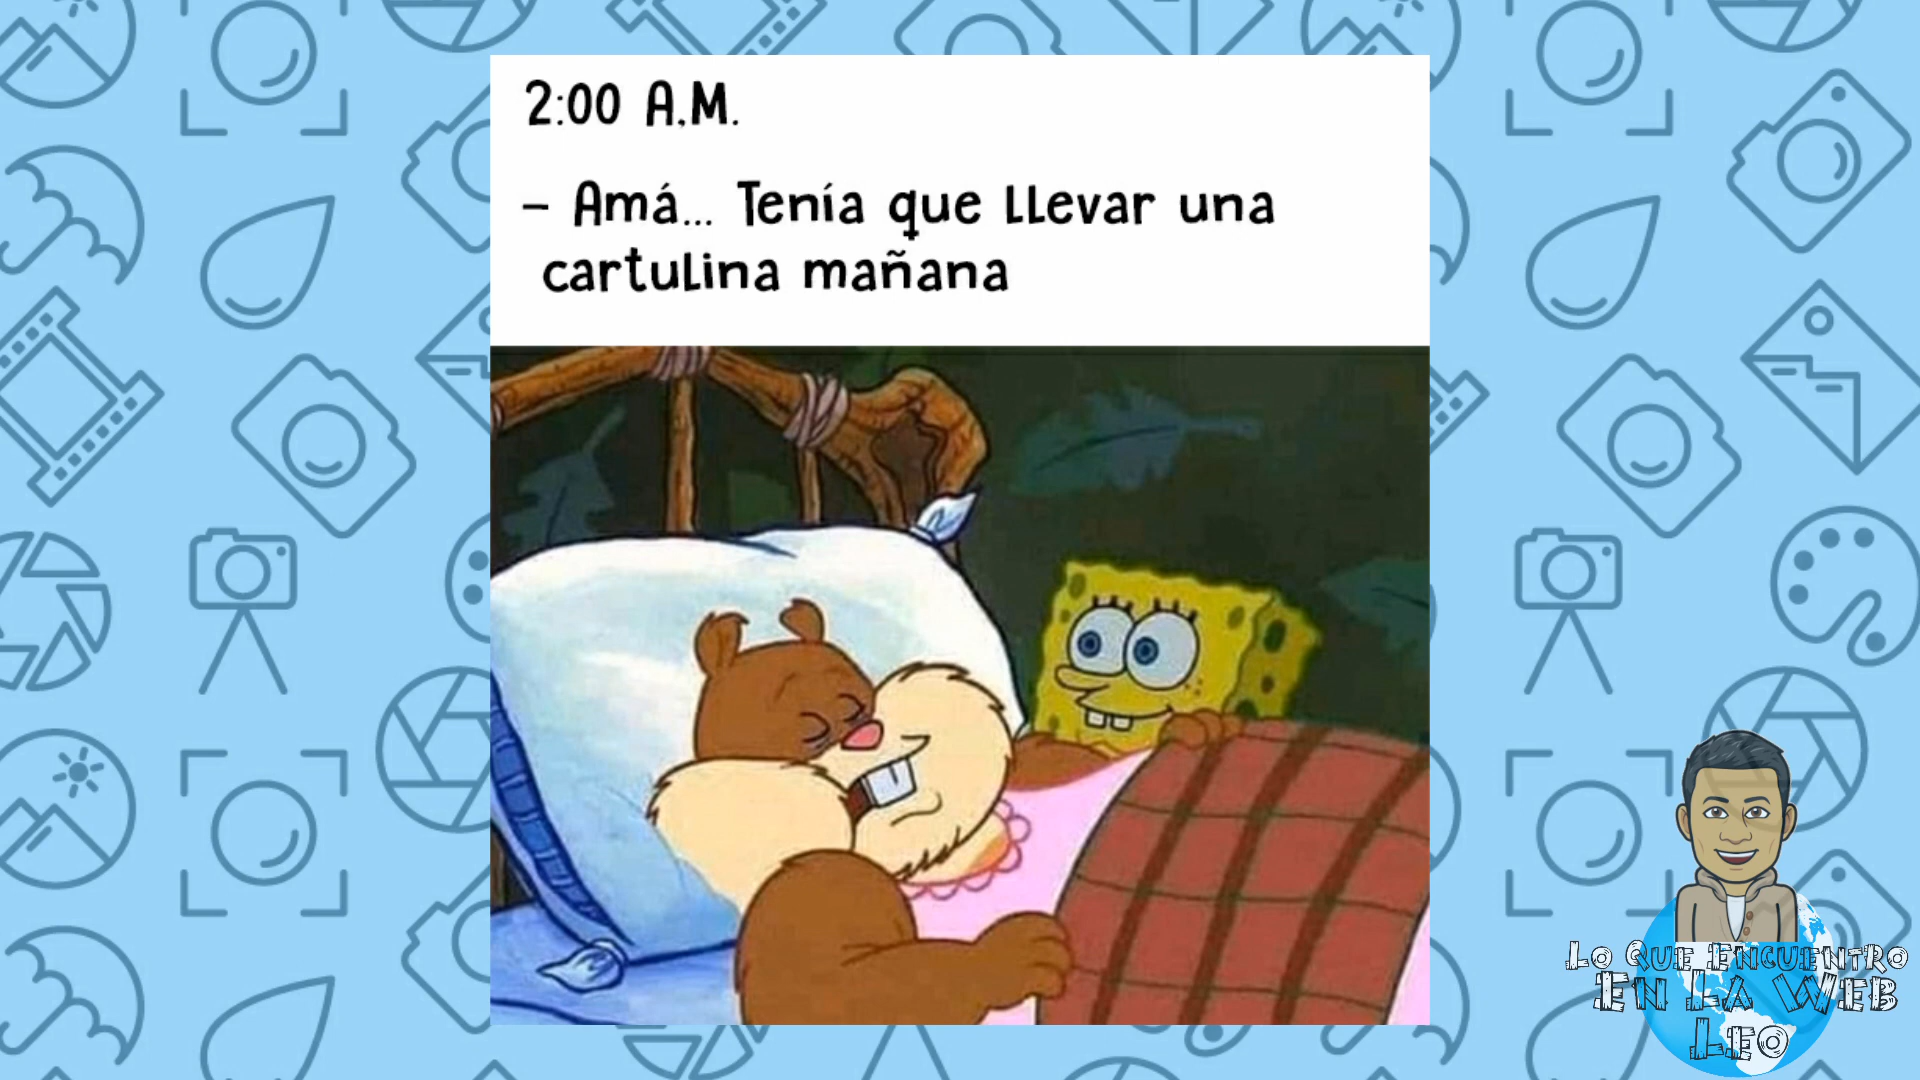 2:00 A.M.
- Amá... Tenía que llevar una
cartulina mañana
Lo Que Encuentro
En La Web
Leo